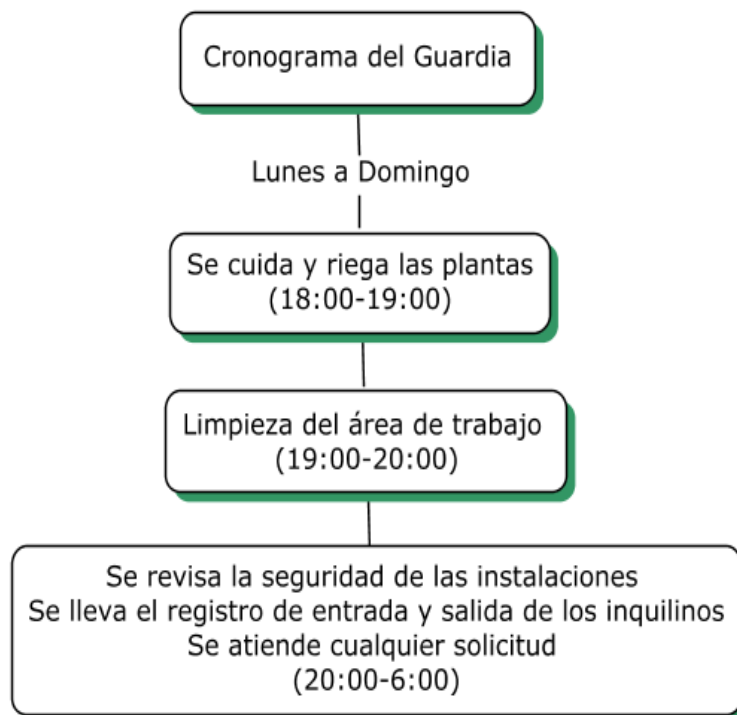 Cronograma del Guardia
Lunes a Domingo
Se cuida y riega las plantas
(18:00-19:00)
Limpieza del área de trabajo
(19:00-20:00)
Se revisa la seguridad de las instalaciones
Se lleva el registro de entrada y salida de los inquilinos
Se atiende cualquier solicitud
(20:00-6:00)